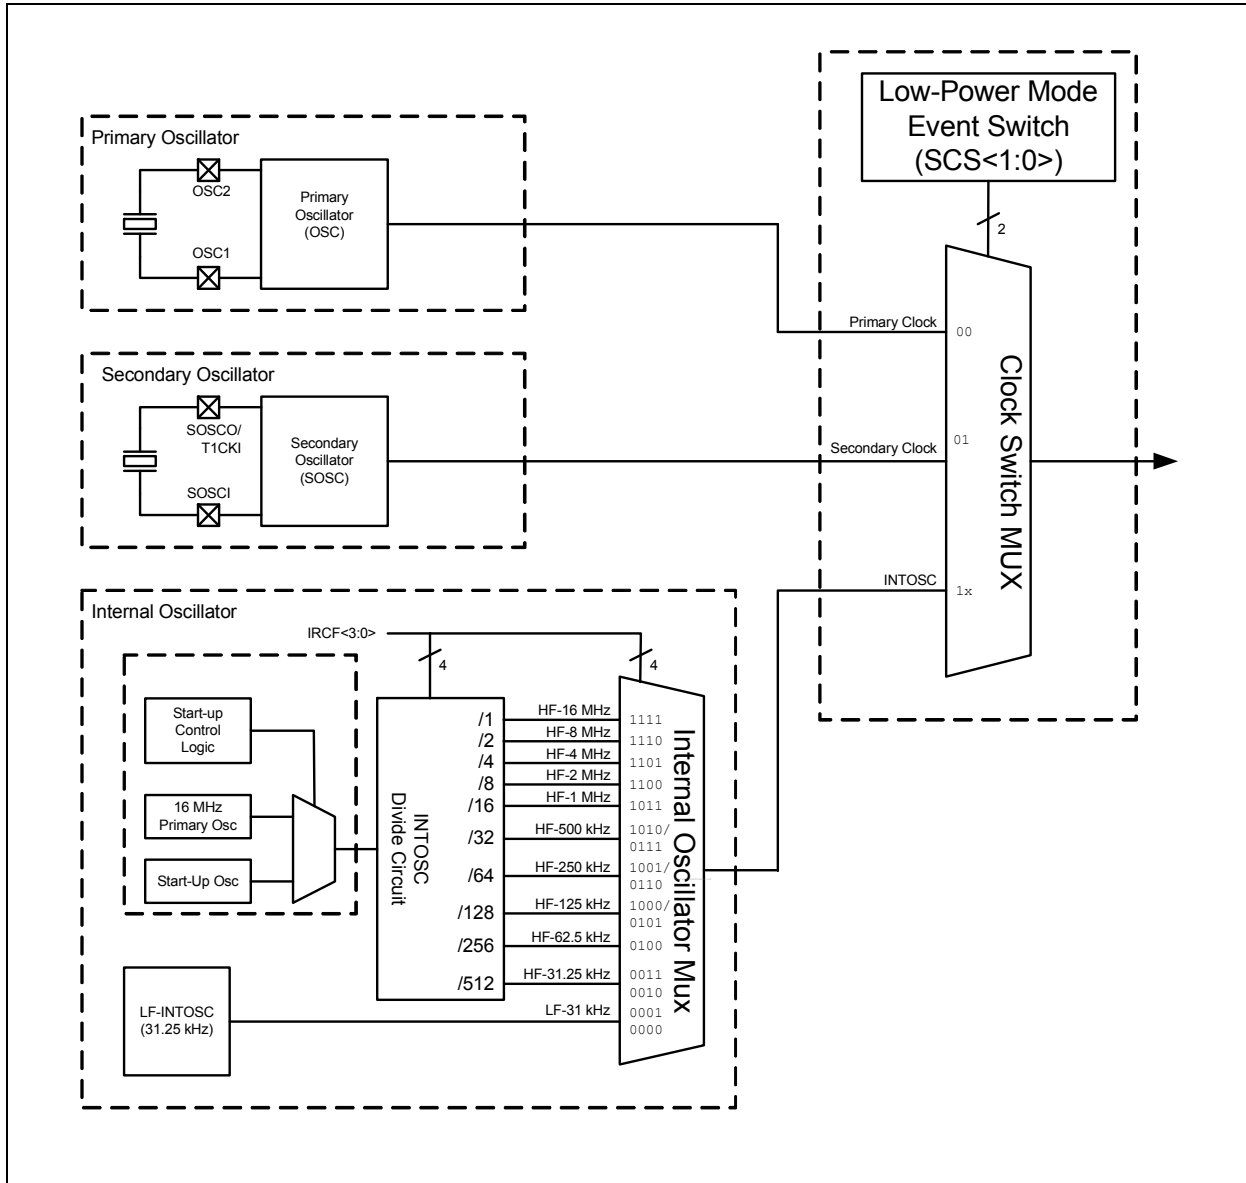 Low-Power Mode
Event Switch
(SCS<1:0>)
2
Primary Oscillator
OSC2
OSC1
Primary
Oscillator
(OSC)
Primary Clock
00
Secondary Oscillator
SOSCO/
T1CKI
SOSCI
Secondary
Oscillator
(SOSC)
Secondary Clock
01
INTOSC
1x
Clock Switch MUX
Internal Oscillator
IRCF<3:0>
4
4
Start-up
Control
Logic
16 MHz
Primary Osc
Start-Up Osc
LF-INTOSC
(31.25 kHz)
INTOSC
Divide Circuit
/1
HF-16 MHz
1111
/2
HF-8 MHz
1110
/4
HF-4 MHz
1101
/8
HF-2 MHz
1100
/16
HF-1 MHz
1011
/32
HF-500 kHz
1010/
0111
/64
HF-250 kHz
1001/
0110
/128
HF-125 kHz
1000/
0101
/256
HF-62.5 kHz
0100
/512
HF-31.25 kHz
0011
0010
LF-31 kHz
0001
0000
Internal Oscillator Mux